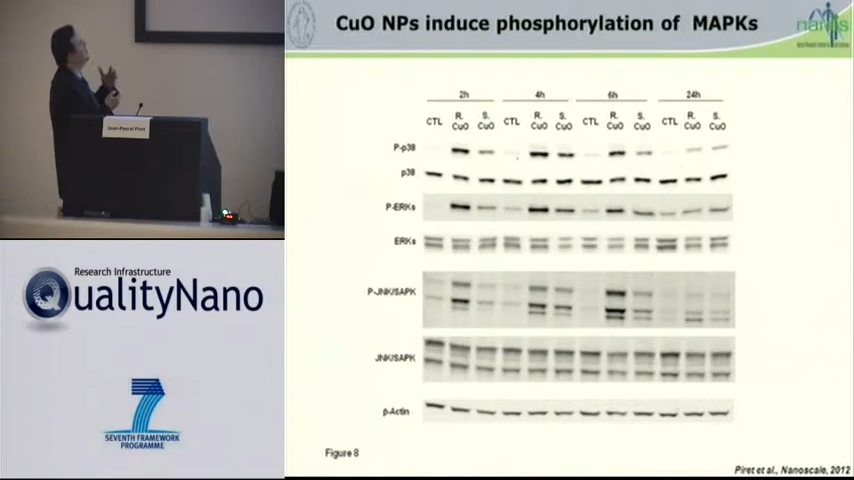 CuO NPs induce phosphorylation of MAPKs
Jean-Pascal Piret
Research Infrastructure
QualityNano
7
SEVENTH FRAMEWORK
PROGRAMME
2h 4h 6h 24h
CTL R. CuO S. CuO CTL R. CuO S. CuO CTL R. CuO S. CuO CTL R. CuO S. CuO
P-p38
p38
P-ERKs
ERKs
P-JNK/SAPK
JNK/SAPK
β-Actin
Figure 8
Piret et al., Nanoscale, 2012